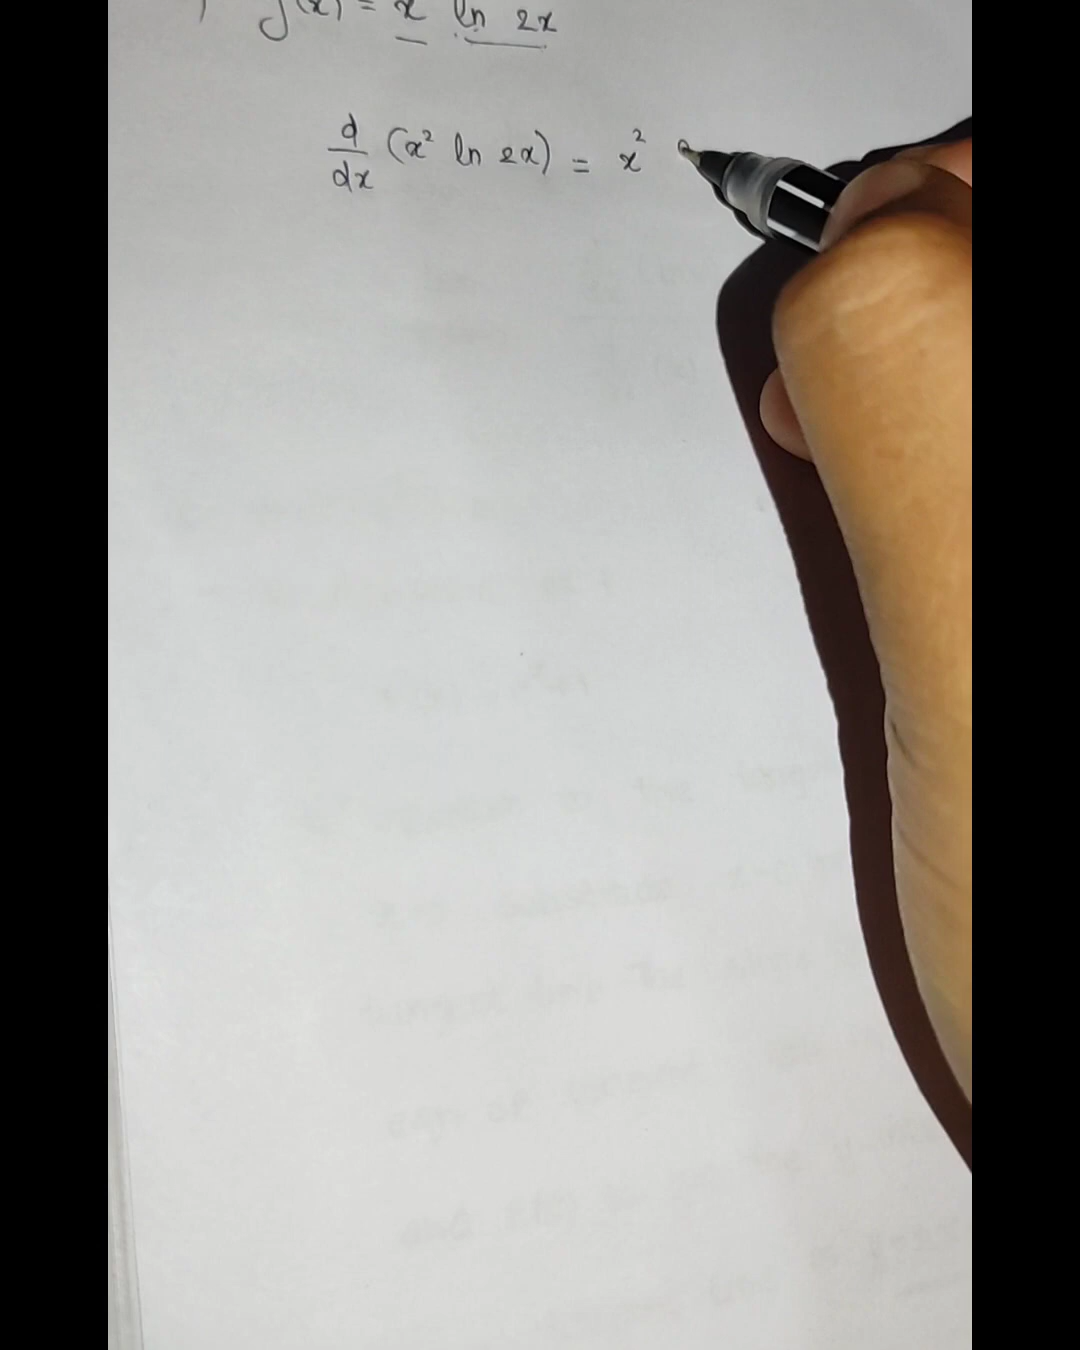 (x) = x ln 2x
d/dx (x² ln 2x) = x²